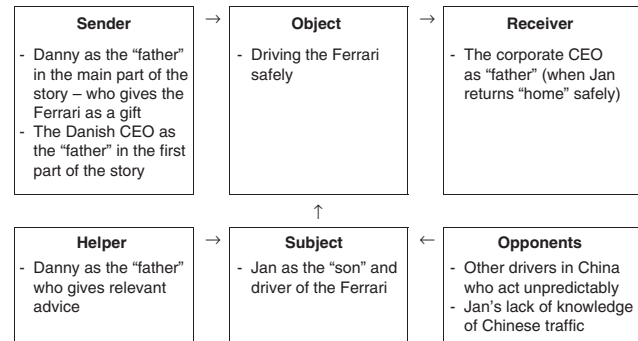 Sender
→
Object
→
Receiver
- Danny as the “father”
in the main part of the
story – who gives the
Ferrari as a gift
- The Danish CEO as
the “father” in the first
part of the story
- Driving the Ferrari
safely
- The corporate CEO
as “father” (when Jan
returns “home” safely)
↑
Helper
→
Subject
←
Opponents
- Danny as the “father”
who gives relevant
advice
- Jan as the “son” and
driver of the Ferrari
- Other drivers in China
who act unpredictably
- Jan’s lack of knowledge
of Chinese traffic